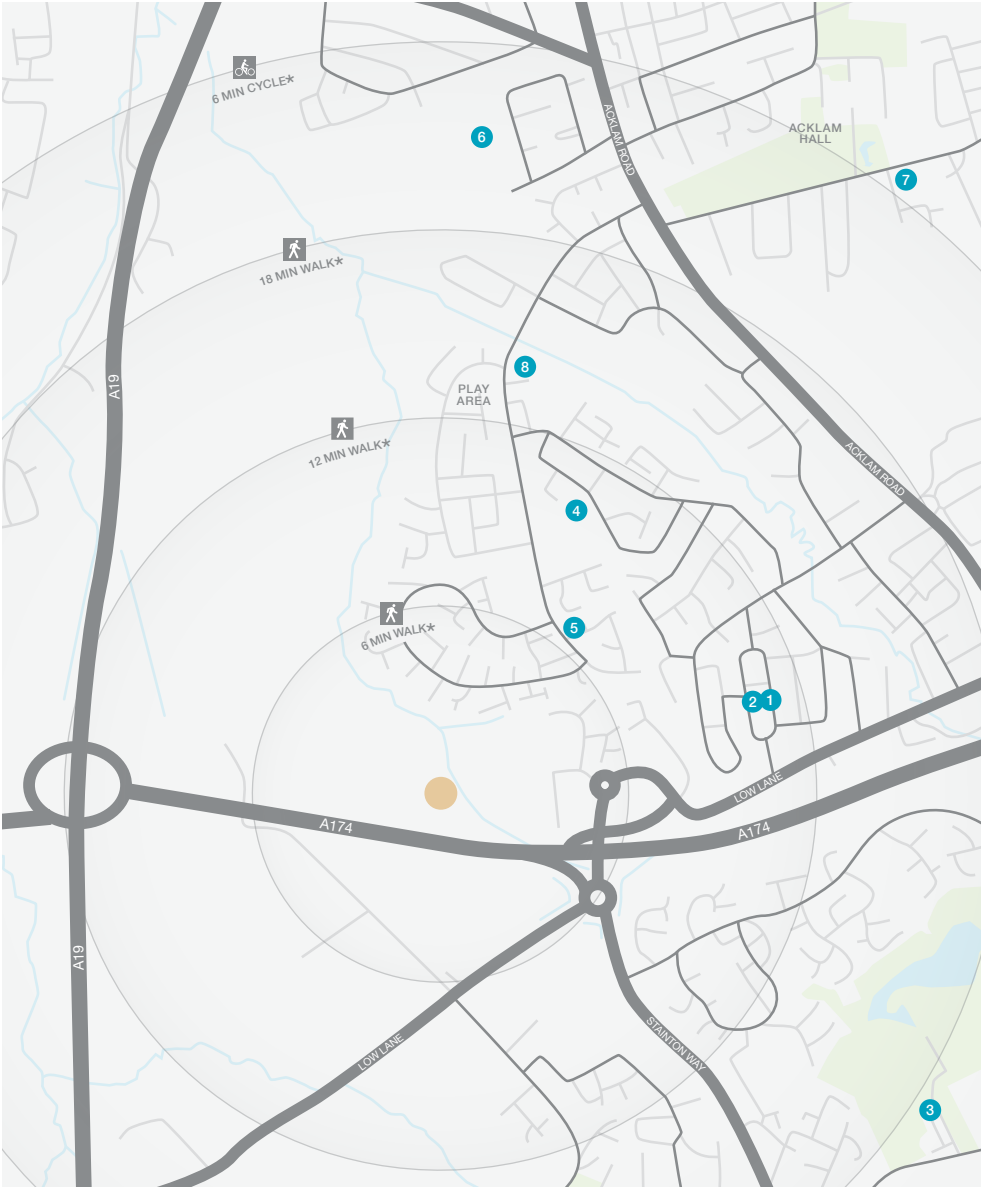 6 MIN CYCLE*
ACKLAM ROAD
ACKLAM
HALL
6
7
18 MIN WALK*
A19
8
PLAY
AREA
12 MIN WALK*
ACKLAM ROAD
4
6 MIN WALK*
5
2
1
LOW LANE
A174
A174
A19
LOW LANE
STAINTON WAY
3